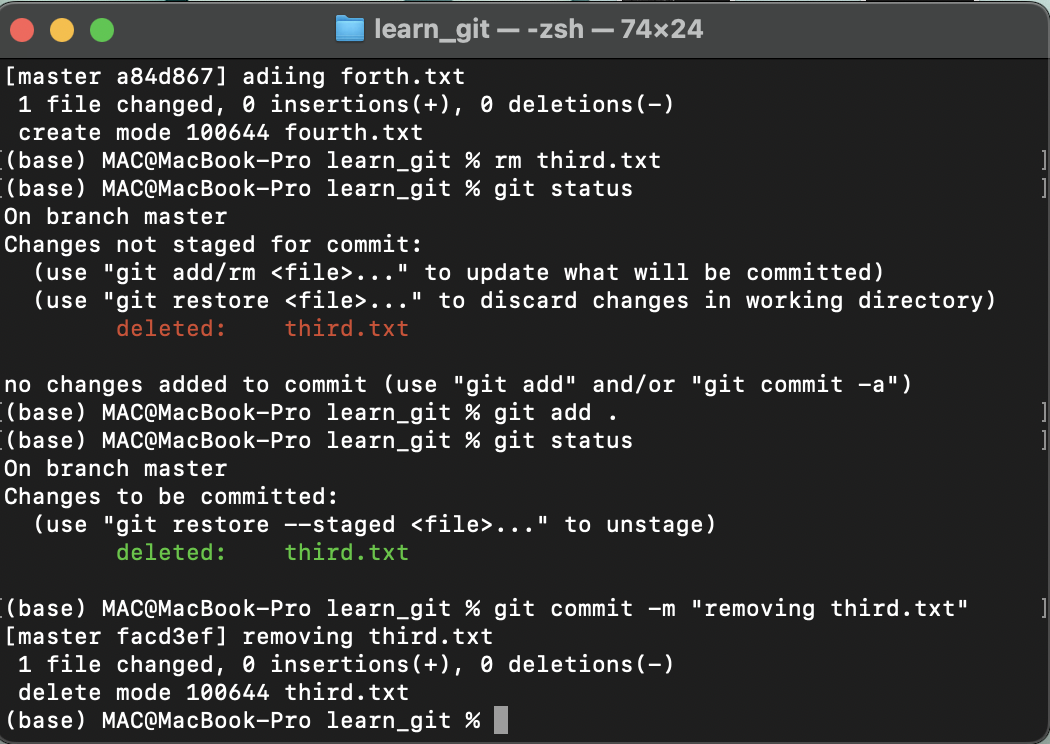 learn_git — -zsh — 74×24
[master a84d867] adiing forth.txt
 1 file changed, 0 insertions(+), 0 deletions(-)
 create mode 100644 fourth.txt
[(base) MAC@MacBook-Pro learn_git % rm third.txt ]
[(base) MAC@MacBook-Pro learn_git % git status ]
On branch master
Changes not staged for commit:
  (use "git add/rm <file>..." to update what will be committed)
  (use "git restore <file>..." to discard changes in working directory)
        deleted:    third.txt

no changes added to commit (use "git add" and/or "git commit -a")
[(base) MAC@MacBook-Pro learn_git % git add . ]
[(base) MAC@MacBook-Pro learn_git % git status ]
On branch master
Changes to be committed:
  (use "git restore --staged <file>..." to unstage)
        deleted:    third.txt

[(base) MAC@MacBook-Pro learn_git % git commit -m "removing third.txt" ]
[master facd3ef] removing third.txt
 1 file changed, 0 insertions(+), 0 deletions(-)
 delete mode 100644 third.txt
(base) MAC@MacBook-Pro learn_git %